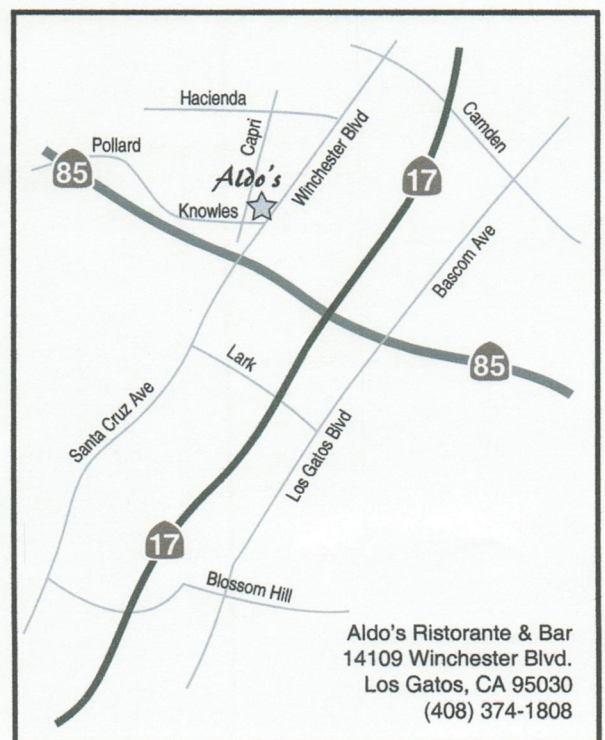 Hacienda
Capri
Winchester Blvd
Camden
Pollard
85
Aldo's
17
Knowles
Bascom Ave
Lark
85
Santa Cruz Ave
Los Gatos Blvd
17
Blossom Hill
Aldo's Ristorante & Bar
14109 Winchester Blvd.
Los Gatos, CA 95030
(408) 374-1808